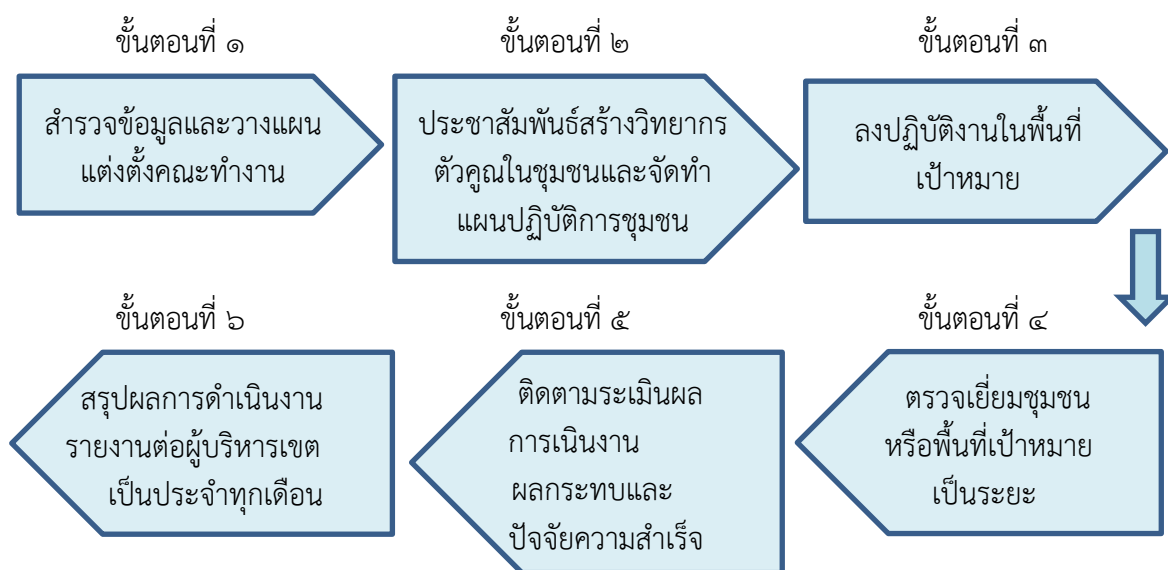 ขั้นตอนที่ ๑
สำรวจข้อมูลและวางแผน
แต่งตั้งคณะทำงาน
ขั้นตอนที่ ๒
ประชาสัมพันธ์สร้างวิทยากร
ตัวคูณในชุมชนและจัดทำ
แผนปฏิบัติการชุมชน
ขั้นตอนที่ ๓
ลงปฏิบัติงานในพื้นที่
เป้าหมาย
ขั้นตอนที่ ๔
ตรวจเยี่ยมชุมชน
หรือพื้นที่เป้าหมาย
เป็นระยะ
ขั้นตอนที่ ๕
ติดตามระเมินผล
การเนินงาน
ผลกระทบและ
ปัจจัยความสำเร็จ
ขั้นตอนที่ ๖
สรุปผลการดำเนินงาน
รายงานต่อผู้บริหารเขต
เป็นประจำทุกเดือน